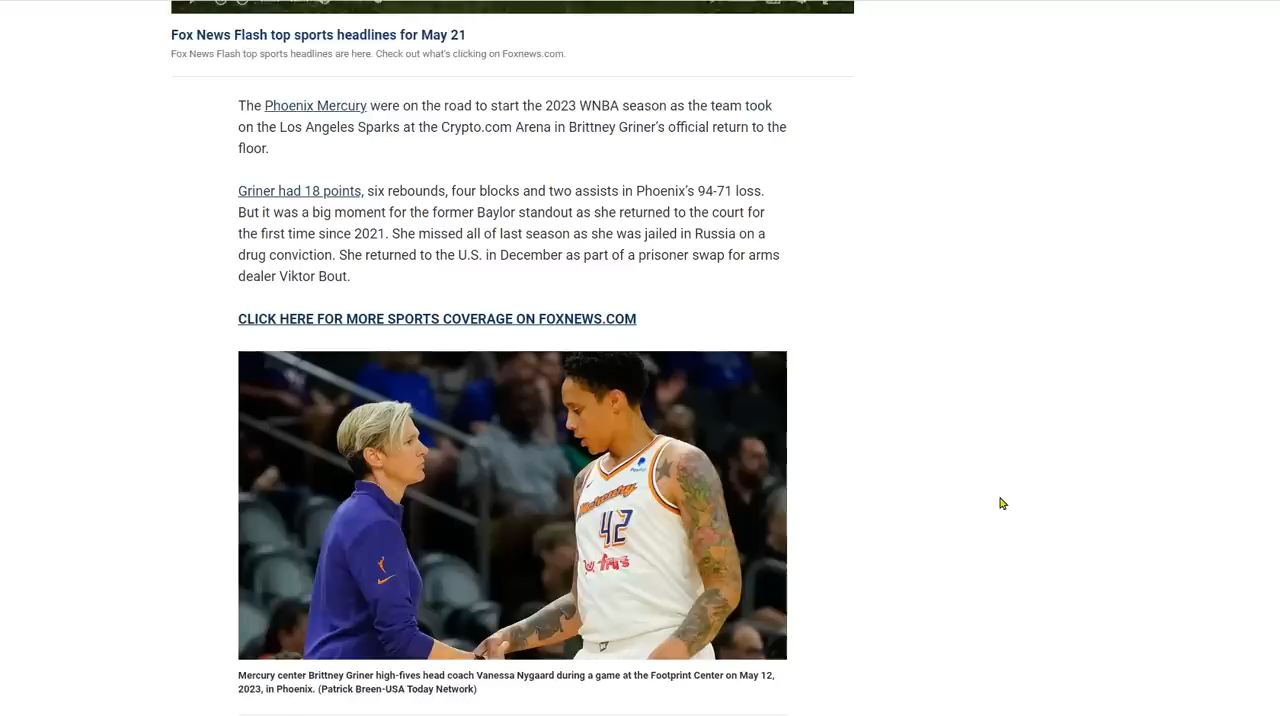 Fox News Flash top sports headlines for May 21
Fox News Flash top sports headlines are here. Check out what's clicking on Foxnews.com.
The Phoenix Mercury were on the road to start the 2023 WNBA season as the team took
on the Los Angeles Sparks at the Crypto.com Arena in Brittney Griner’s official return to the
floor.
Griner had 18 points, six rebounds, four blocks and two assists in Phoenix’s 94-71 loss.
But it was a big moment for the former Baylor standout as she returned to the court for
the first time since 2021. She missed all of last season as she was jailed in Russia on a
drug conviction. She returned to the U.S. in December as part of a prisoner swap for arms
dealer Viktor Bout.
CLICK HERE FOR MORE SPORTS COVERAGE ON FOXNEWS.COM
PayPal
Mercury
42
Mercury center Brittney Griner high-fives head coach Vanessa Nygaard during a game at the Footprint Center on May 12,
2023, in Phoenix. (Patrick Breen-USA Today Network)